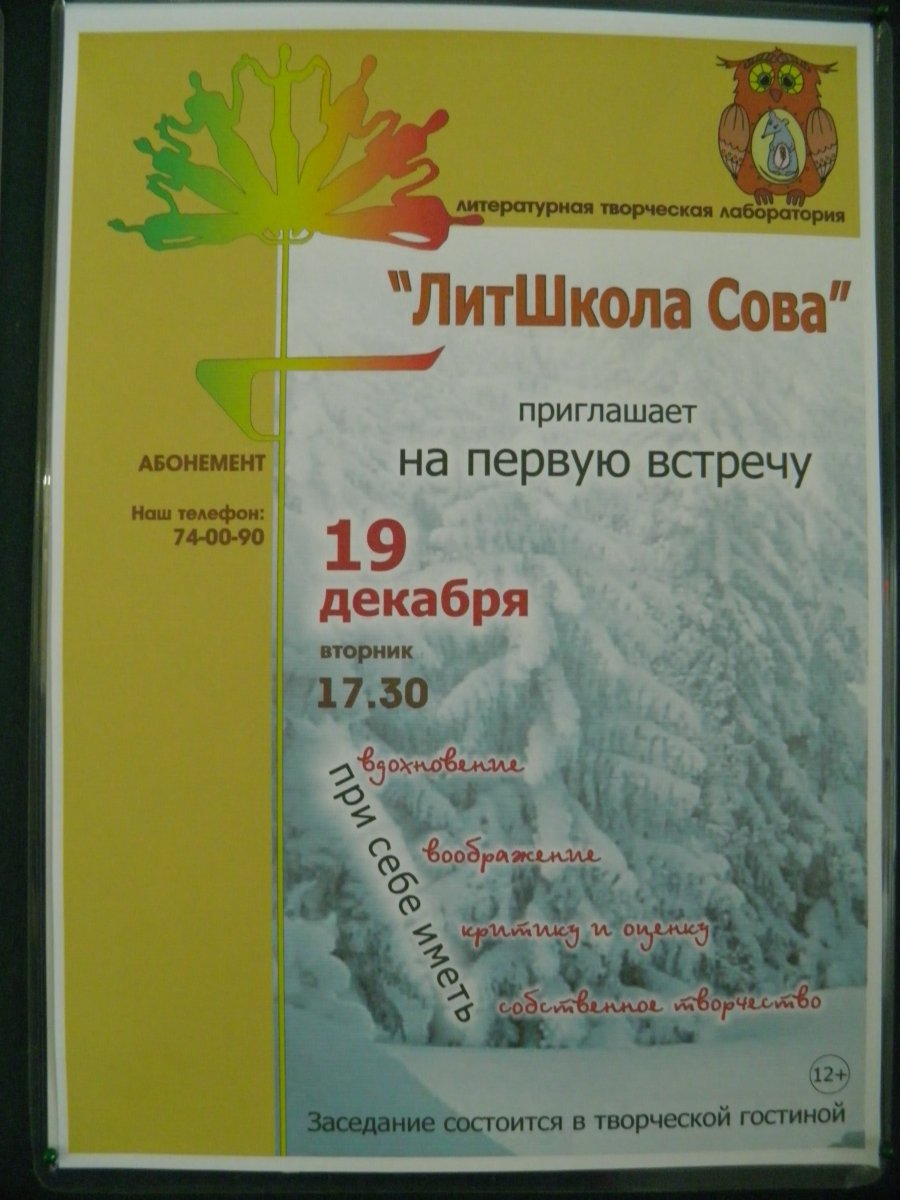 литературная творческая лаборатория
"ЛитШкола Сова"
приглашает
на первую встречу
АБОНЕМЕНТ
Наш телефон:
74-00-90
19
декабря
вторник
17.30
при себе иметь
вдохновение
воображение
критику и оценку
собственное творчество
12+
Заседание состоится в творческой гостиной